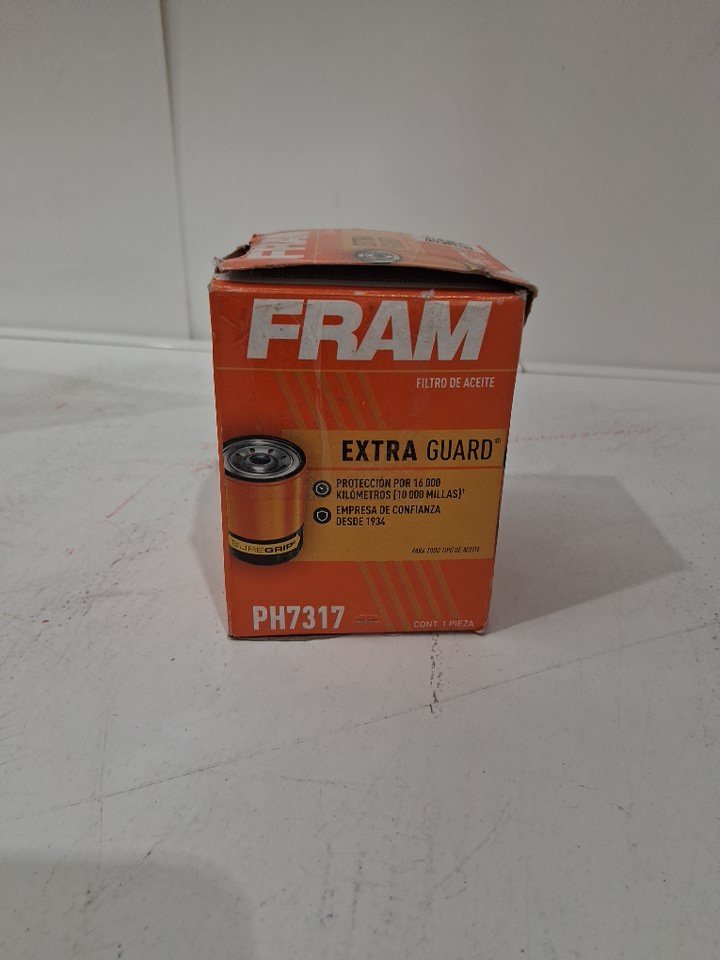 FRAM
FRAM®
FILTRO DE ACEITE
EXTRA GUARD®
PROTECCIÓN POR 16 000
KILÓMETROS (10 000 MILLAS)†
EMPRESA DE CONFIANZA
DESDE 1934
SUREGRIP®
PARA TODO TIPO DE ACEITE
PH7317
CONT. 1 PIEZA